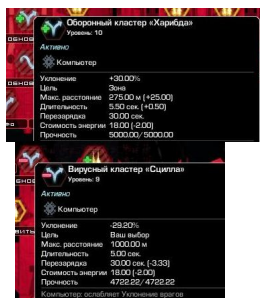 ОБНОВ
Оборонный кластер «Харибда»
Уровень: 10
Активно
Компьютер
Уклонение +30.00%
Цель Зона
Макс. расстояние 275.00 м (+25.00)
Длительность 5.50 сек. (+0.50)
Перезарядка 30.00 сек.
Стоимость энергии 18.00 (-2.00)
Прочность 5000.00/5000.00
Вирусный кластер «Сцилла»
Уровень: 9
Активно
Компьютер
Уклонение -29.20%
Цель Ваш выбор
Макс. расстояние 1000.00 м
Длительность 5.00 сек.
Перезарядка 30.00 сек. (-3.33)
Стоимость энергии 18.00 (-2.00)
Прочность 4722.22/4722.22
Компьютер: ослабляет Уклонение врагов